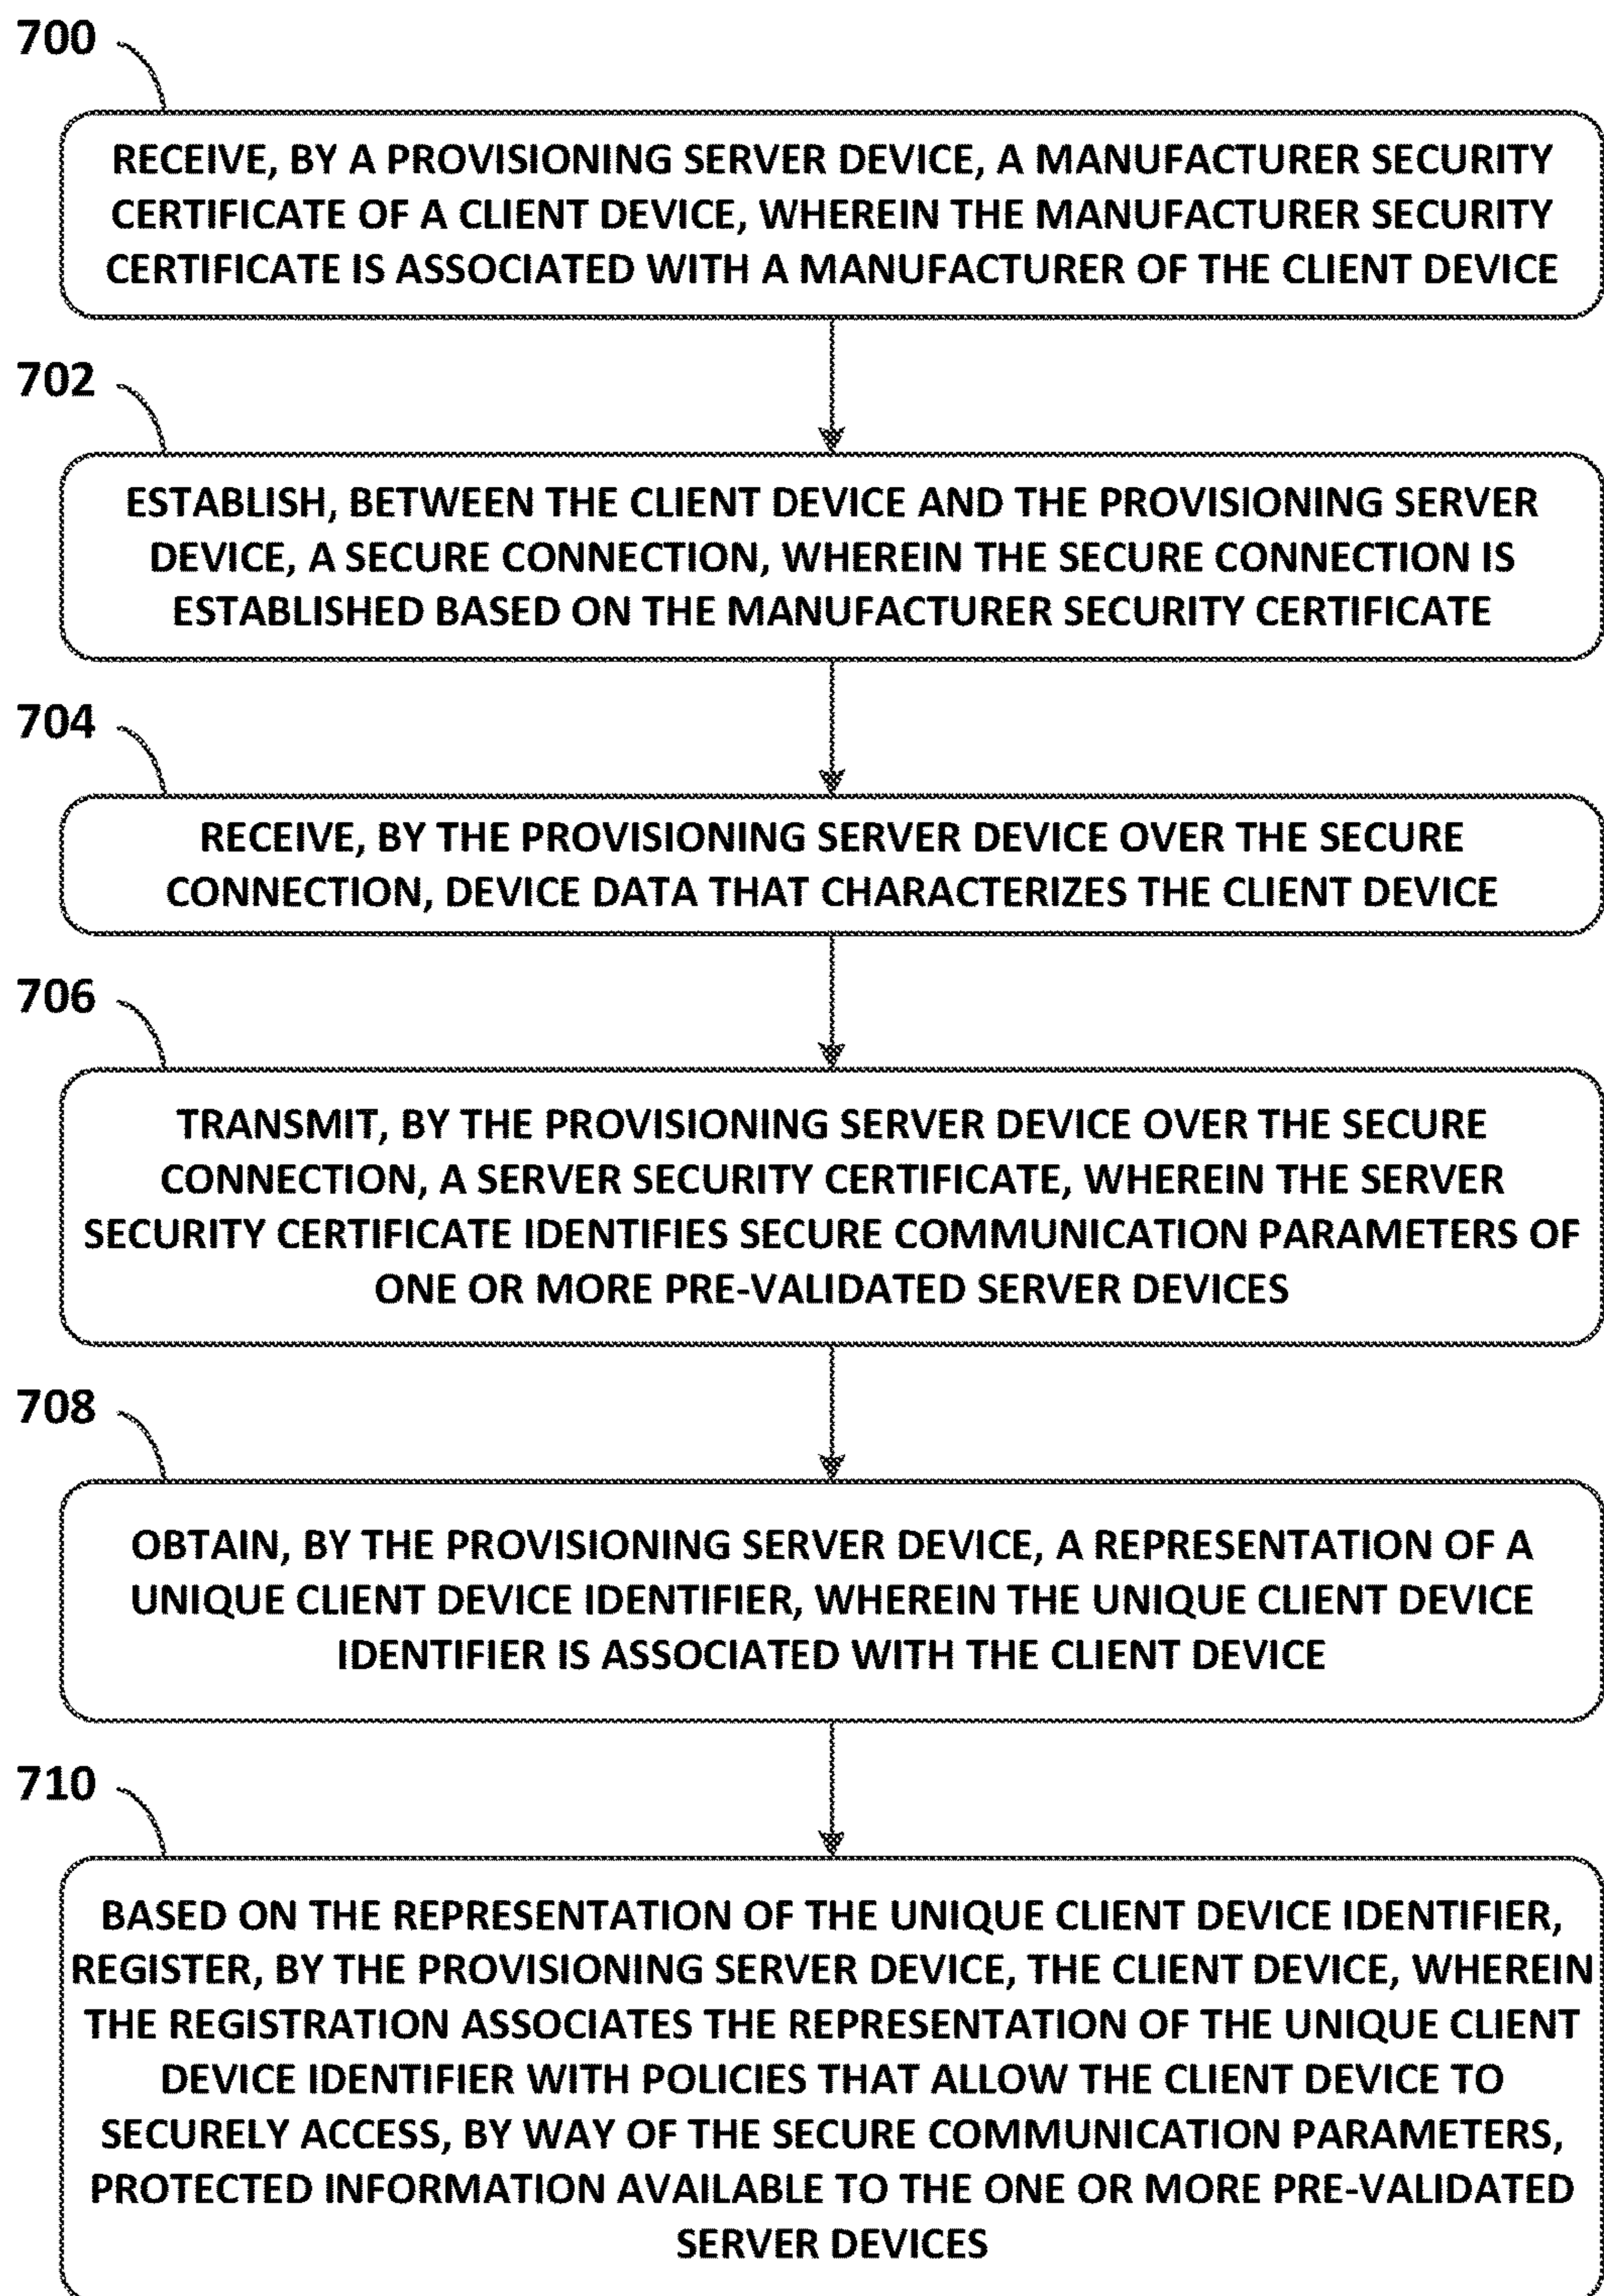 700
RECEIVE, BY A PROVISIONING SERVER DEVICE, A MANUFACTURER SECURITY
CERTIFICATE OF A CLIENT DEVICE, WHEREIN THE MANUFACTURER SECURITY
CERTIFICATE IS ASSOCIATED WITH A MANUFACTURER OF THE CLIENT DEVICE
702
ESTABLISH, BETWEEN THE CLIENT DEVICE AND THE PROVISIONING SERVER
DEVICE, A SECURE CONNECTION, WHEREIN THE SECURE CONNECTION IS
ESTABLISHED BASED ON THE MANUFACTURER SECURITY CERTIFICATE
704
RECEIVE, BY THE PROVISIONING SERVER DEVICE OVER THE SECURE
CONNECTION, DEVICE DATA THAT CHARACTERIZES THE CLIENT DEVICE
706
TRANSMIT, BY THE PROVISIONING SERVER DEVICE OVER THE SECURE
CONNECTION, A SERVER SECURITY CERTIFICATE, WHEREIN THE SERVER
SECURITY CERTIFICATE IDENTIFIES SECURE COMMUNICATION PARAMETERS OF
ONE OR MORE PRE-VALIDATED SERVER DEVICES
708
OBTAIN, BY THE PROVISIONING SERVER DEVICE, A REPRESENTATION OF A
UNIQUE CLIENT DEVICE IDENTIFIER, WHEREIN THE UNIQUE CLIENT DEVICE
IDENTIFIER IS ASSOCIATED WITH THE CLIENT DEVICE
710
BASED ON THE REPRESENTATION OF THE UNIQUE CLIENT DEVICE IDENTIFIER,
REGISTER, BY THE PROVISIONING SERVER DEVICE, THE CLIENT DEVICE, WHEREIN
THE REGISTRATION ASSOCIATES THE REPRESENTATION OF THE UNIQUE CLIENT
DEVICE IDENTIFIER WITH POLICIES THAT ALLOW THE CLIENT DEVICE TO
SECURELY ACCESS, BY WAY OF THE SECURE COMMUNICATION PARAMETERS,
PROTECTED INFORMATION AVAILABLE TO THE ONE OR MORE PRE-VALIDATED
SERVER DEVICES